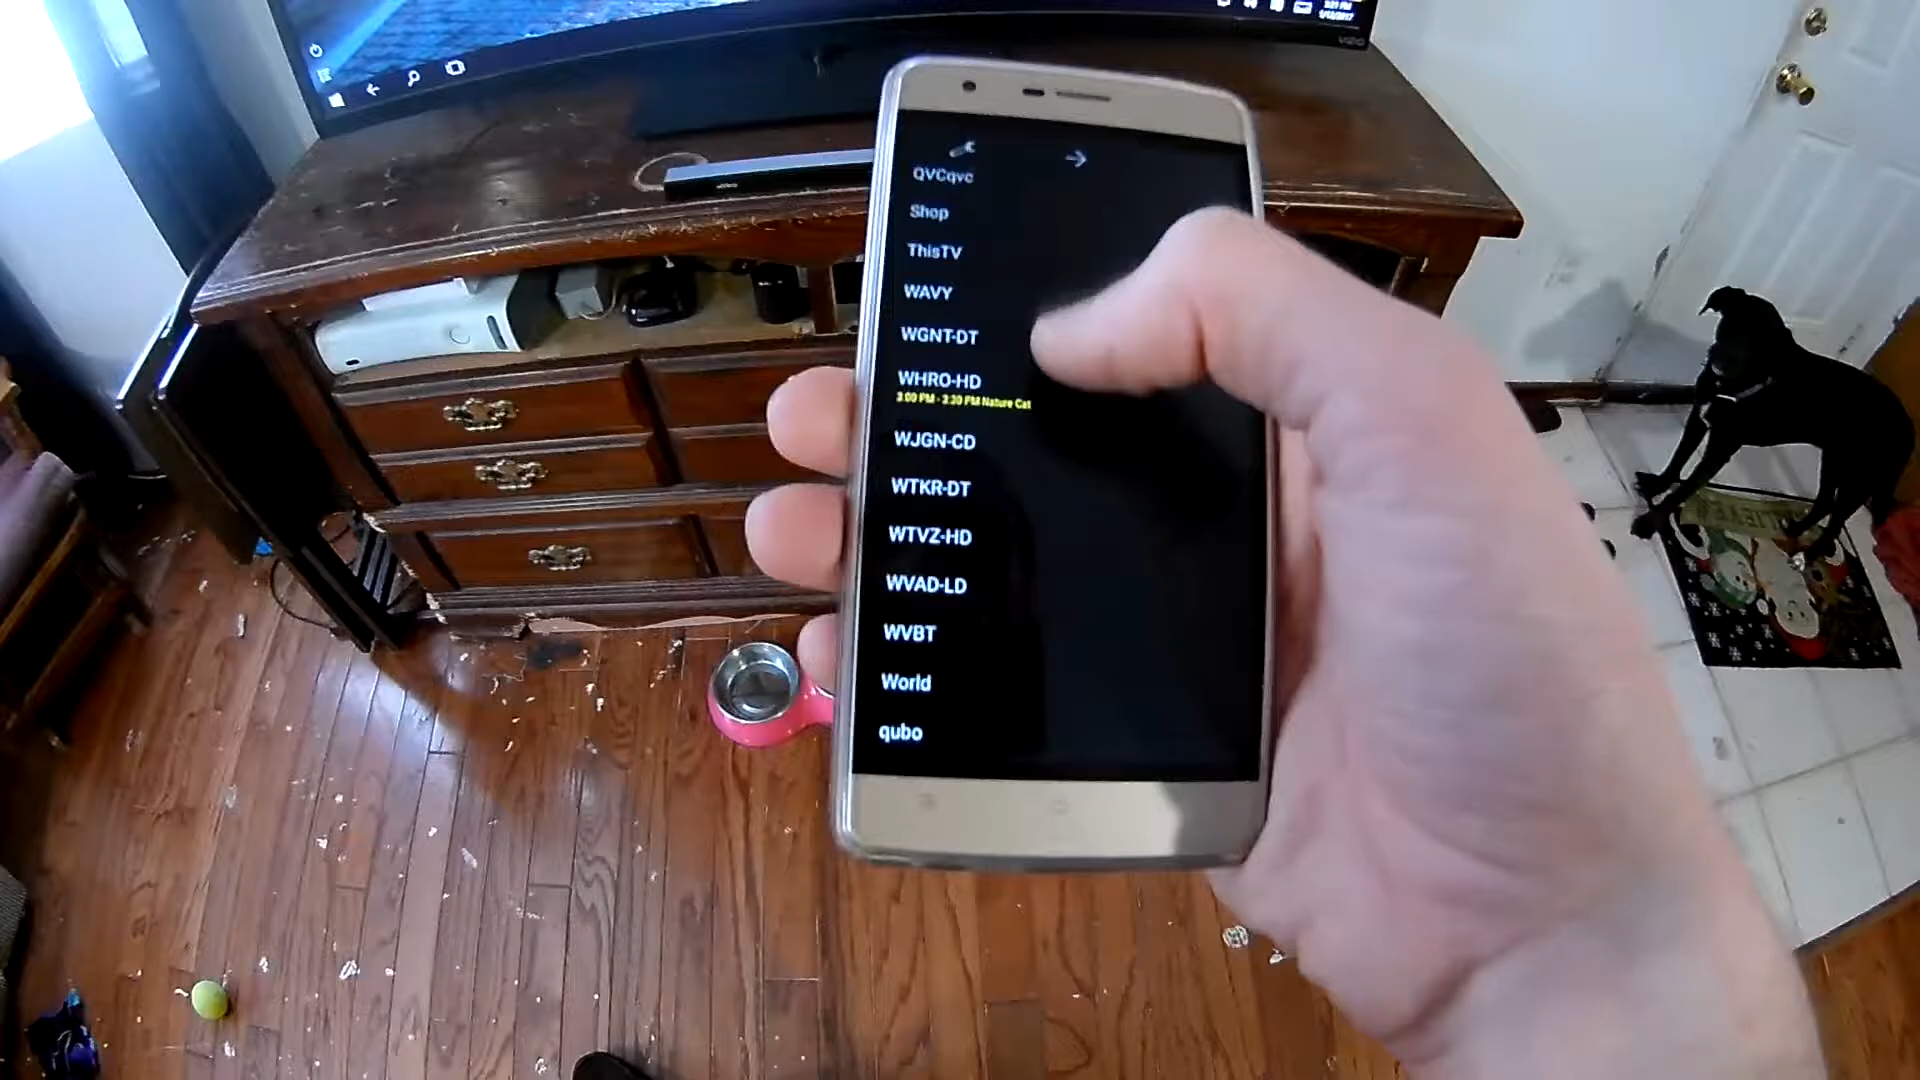 VIZIO
QVCqvc
Shop
ThisTV
WAVY
WGNT-DT
WHRO-HD
3:00 PM - 3:30 PM Nature Cat
WJGN-CD
WTKR-DT
WTVZ-HD
WVAD-LD
WVBT
World
qubo